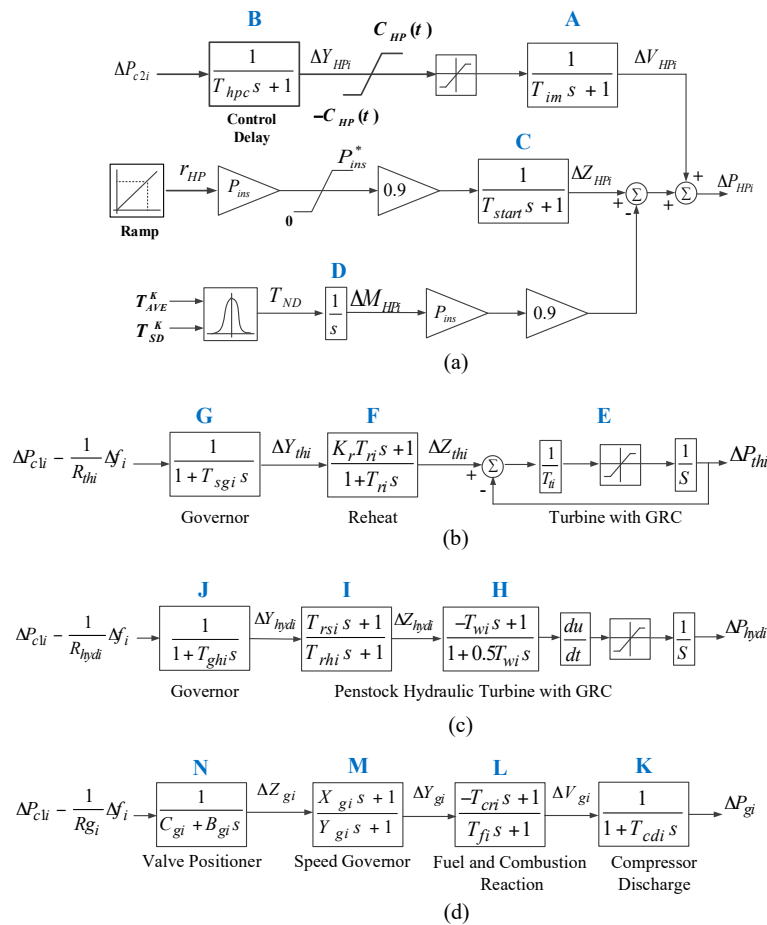 B
A
C_HP(t)
ΔP_c2i
1
T_hpc s + 1
ΔY_HPi
1
T_im s + 1
ΔV_HPi
Control
Delay
−C_HP(t)
C
r_HP
P_ins
P*_ins
0.9
1
T_start s + 1
ΔZ_HPi
+
-
Σ
+
+
Σ
ΔP_HPi
0
Ramp
D
T^K_AVE
T^K_SD
T_ND
1
s
ΔM_HPi
P_ins
0.9
(a)
G
F
E
ΔP_c1i − 1/R_thi Δf_i
1
1 + T_sgi s
ΔY_thi
K_r T_ri s + 1
1 + T_ri s
ΔZ_thi
+
-
Σ
1
T_ti
1
S
ΔP_thi
Governor
Reheat
Turbine with GRC
(b)
J
I
H
ΔP_c1i − 1/R_hydi Δf_i
1
1 + T_ghi s
ΔY_hydi
T_rsi s + 1
T_rhi s + 1
ΔZ_hydi
−T_wi s + 1
1 + 0.5T_wi s
du
dt
1
S
ΔP_hydi
Governor
Penstock Hydraulic Turbine with GRC
(c)
N
M
L
K
ΔP_c1i − 1/Rg_i Δf_i
1
C_gi + B_gi s
ΔZ_gi
X_gi s + 1
Y_gi s + 1
ΔY_gi
−T_cri s + 1
T_fi s + 1
ΔV_gi
1
1 + T_cdi s
ΔP_gi
Valve Positioner
Speed Governor
Fuel and Combustion
Reaction
Compressor
Discharge
(d)